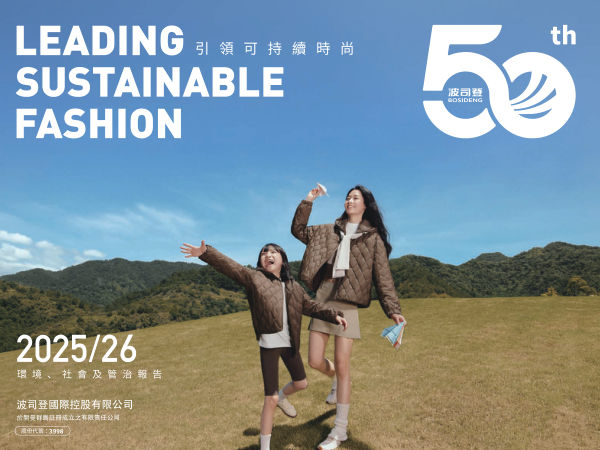 LEADING
引領可持續時尚
SUSTAINABLE
FASHION
50th
波司登
BOSIDENG
2025/26
環境、社會及管治報告
波司登國際控股有限公司
於開曼群島註冊成立之有限責任公司
股份代號：3998